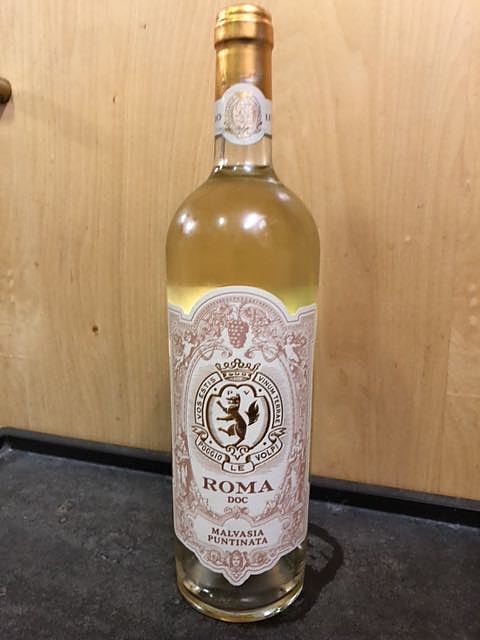 VOS ESTIS VINUM TERRAE
P V
POGGIO LE VOLPI
ROMA
DOC
MALVASIA
PUNTINATA